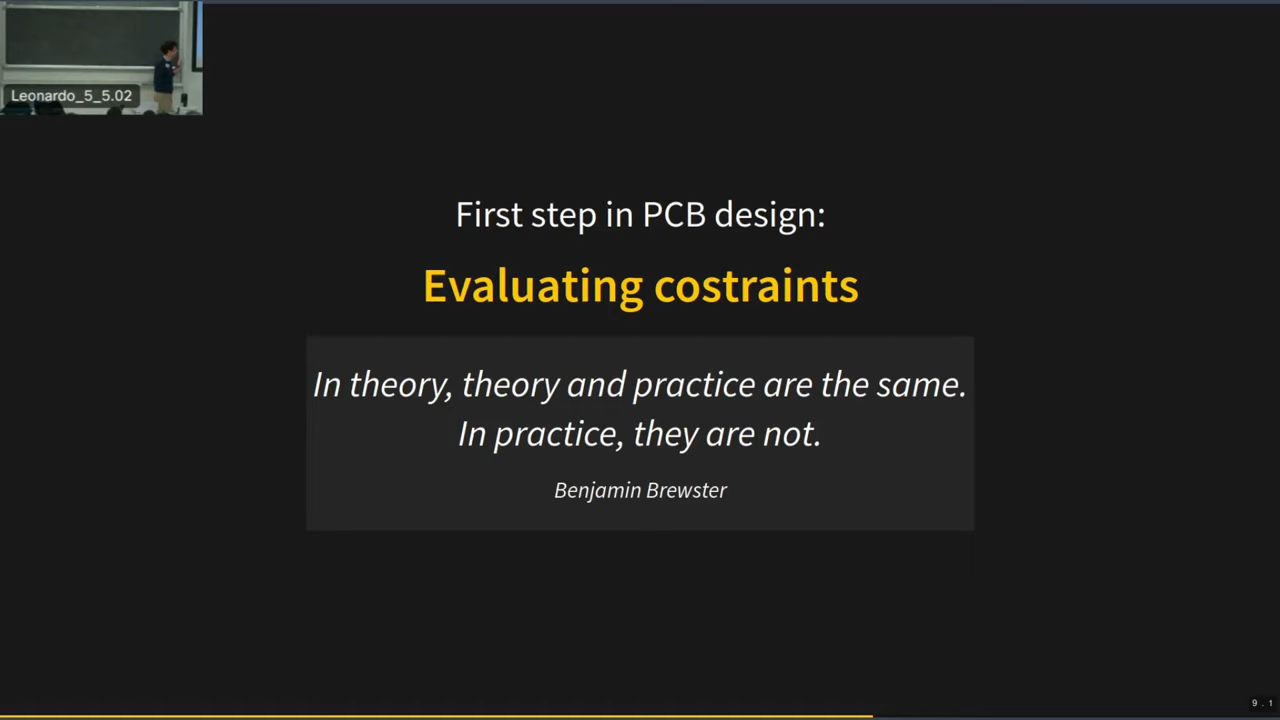 Leonardo_5_5.02
First step in PCB design:
Evaluating costraints
In theory, theory and practice are the same.
In practice, they are not.
Benjamin Brewster
9.1